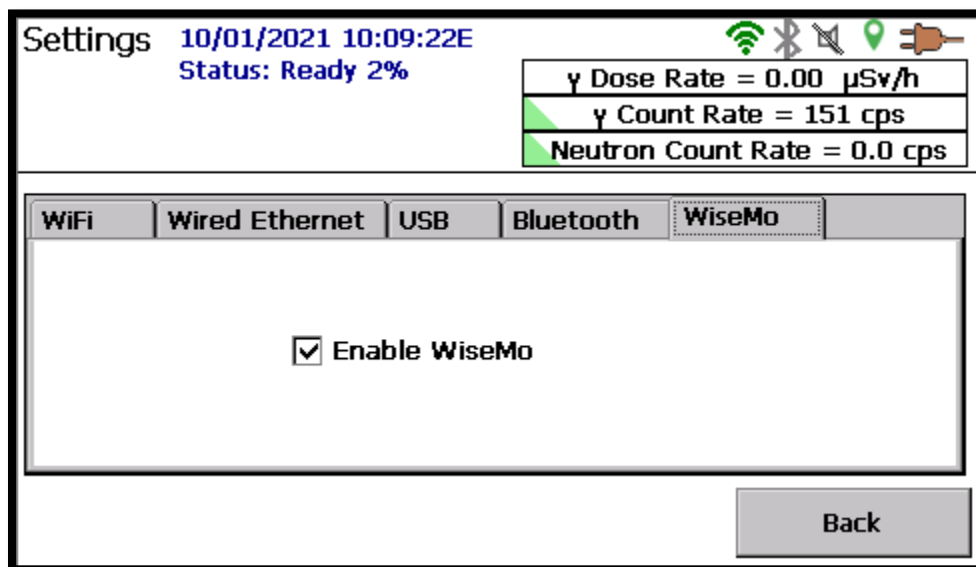 Settings 10/01/2021 10:09:22E
Status: Ready 2%
γ Dose Rate = 0.00 µSv/h
γ Count Rate = 151 cps
Neutron Count Rate = 0.0 cps
WiFi Wired Ethernet USB Bluetooth WiseMo
Enable WiseMo
Back